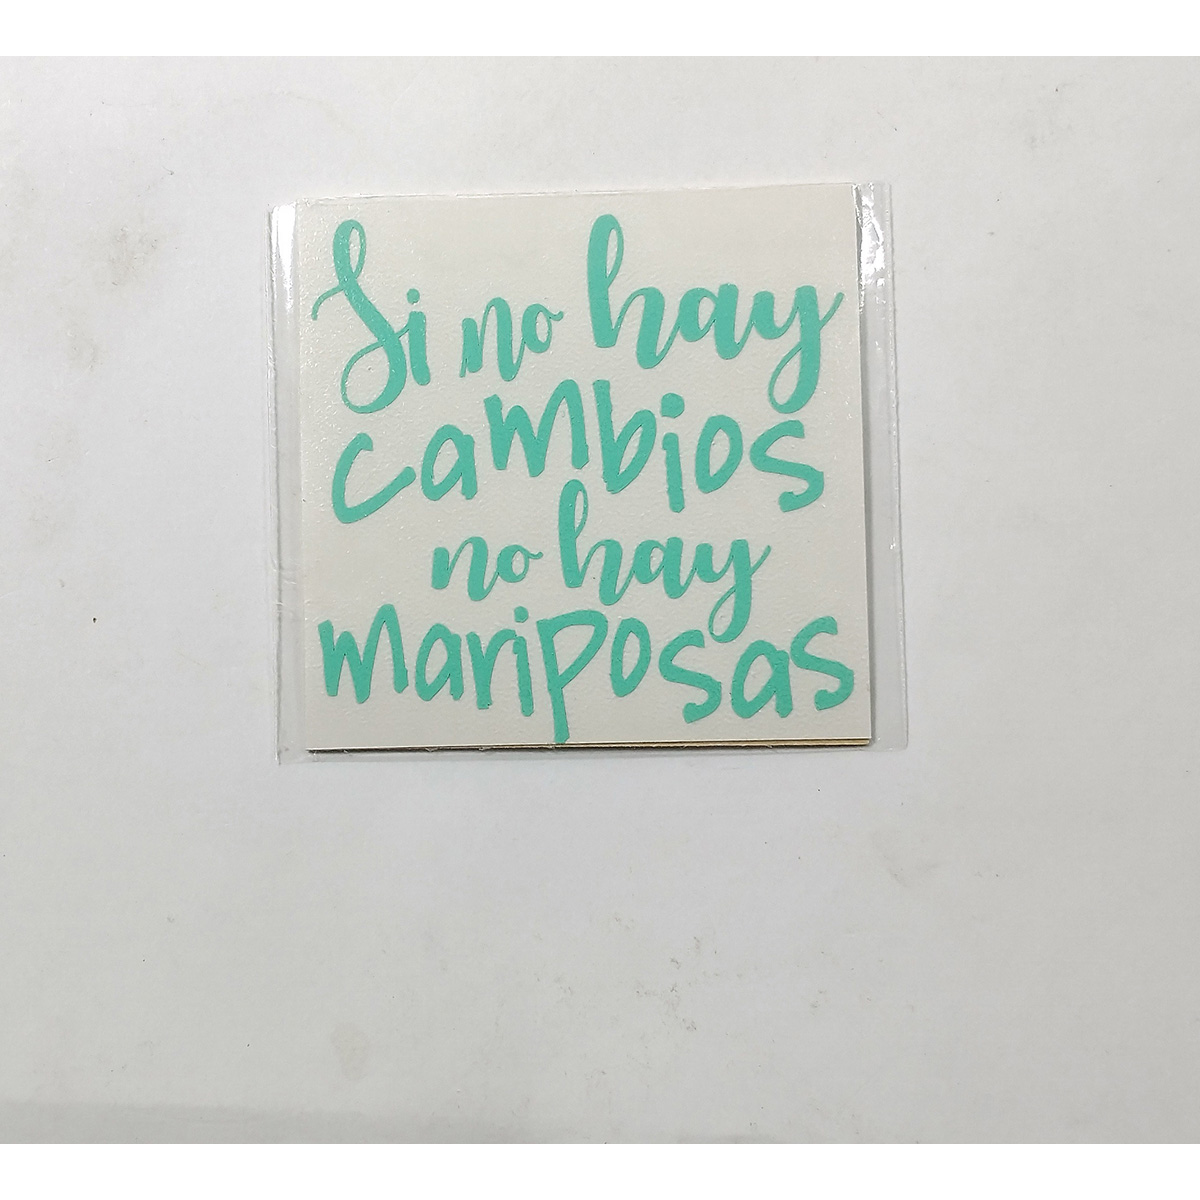 Si no hay
cambios
no hay
mariposas